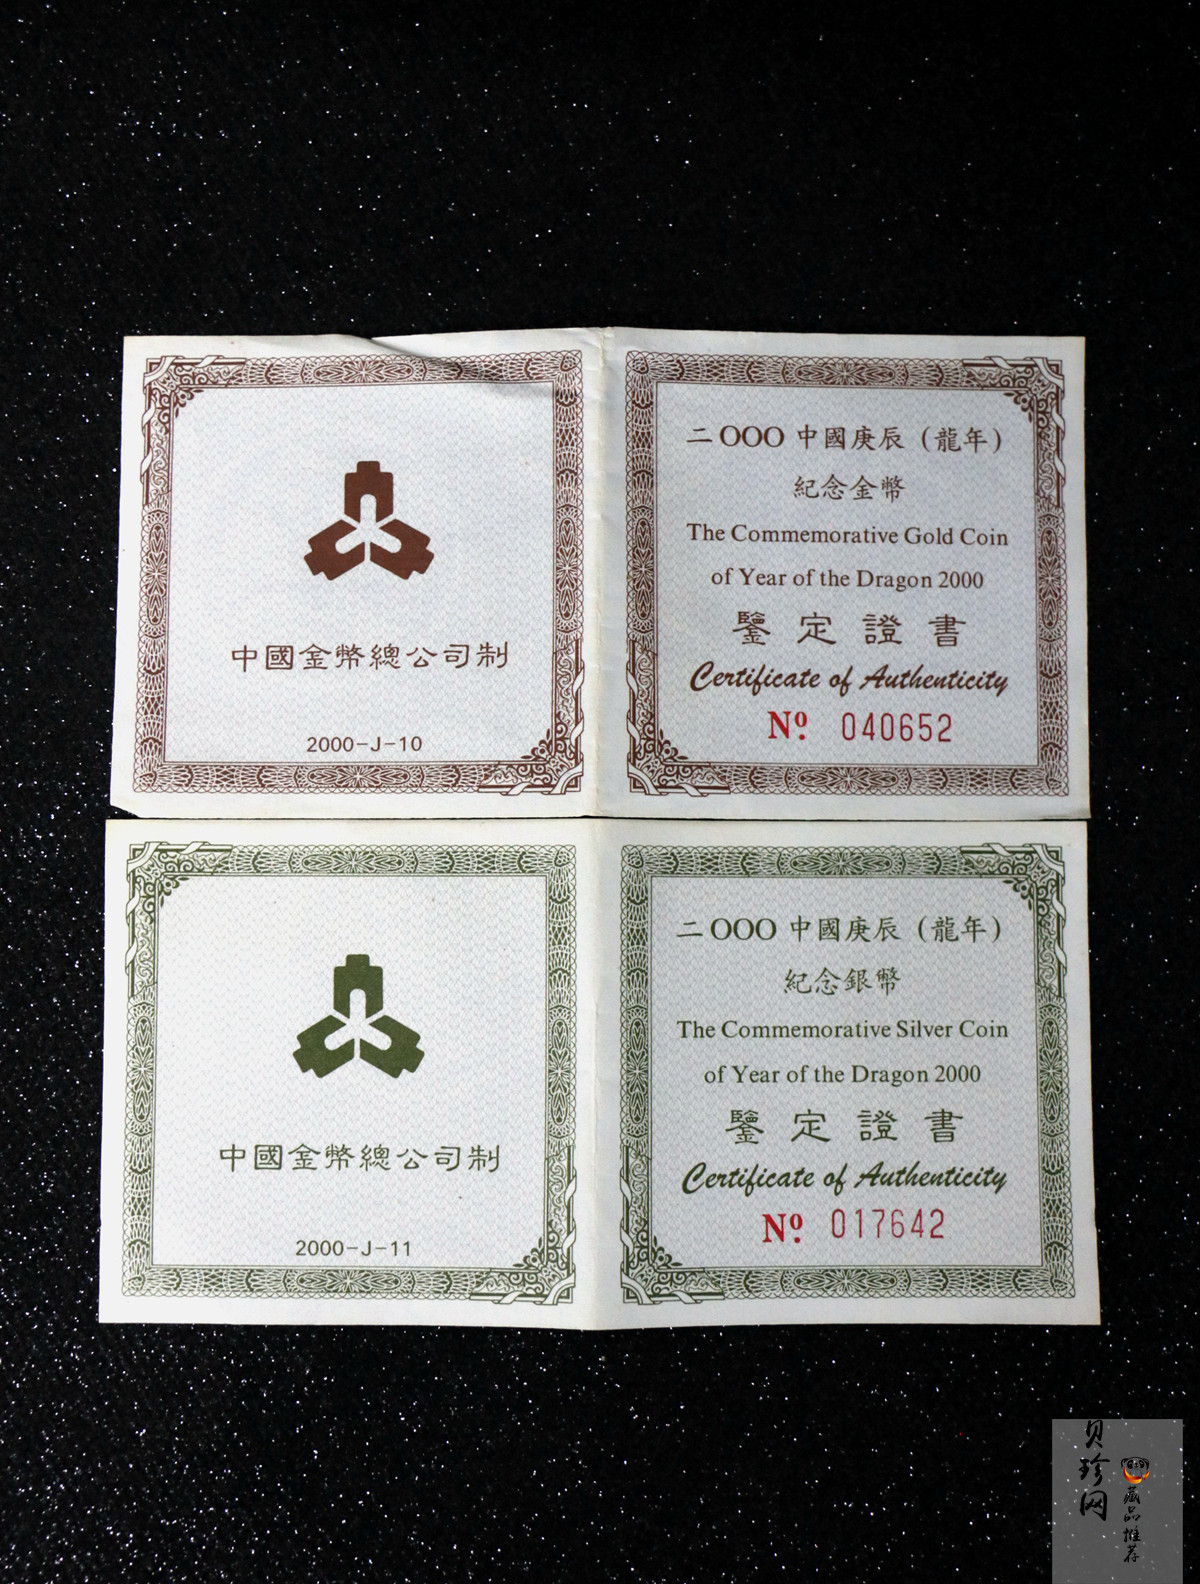 中國金幣總公司制
2000-J-10
二OOO 中國庚辰（龍年）
紀念金幣
The Commemorative Gold Coin
of Year of the Dragon 2000
鑒定證書
Certificate of Authenticity
Nº 040652
中國金幣總公司制
2000-J-11
二OOO 中國庚辰（龍年）
紀念銀幣
The Commemorative Silver Coin
of Year of the Dragon 2000
鑒定證書
Certificate of Authenticity
Nº 017642
贝珍网
藏品推荐